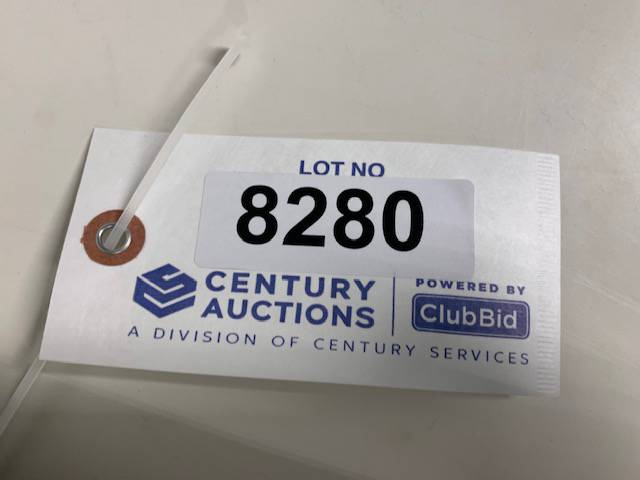 LOT NO
8280
CENTURY AUCTIONS
POWERED BY
ClubBid
A DIVISION OF CENTURY SERVICES